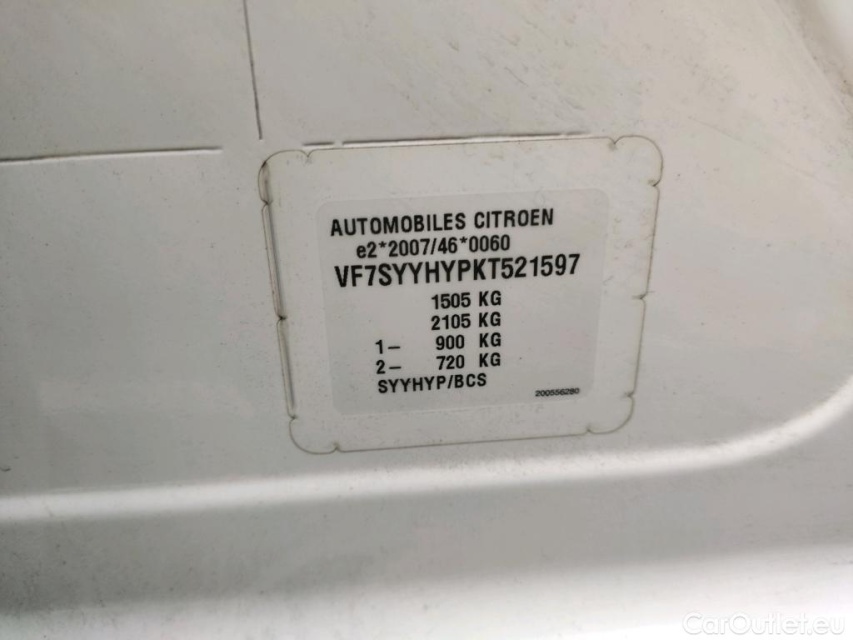 AUTOMOBILES CITROEN
e2*2007/46*0060
VF7SYYHYPKT521597
1505 KG
2105 KG
1- 900 KG
2- 720 KG
SYYHYP/BCS
200556280
CarOutlet.eu